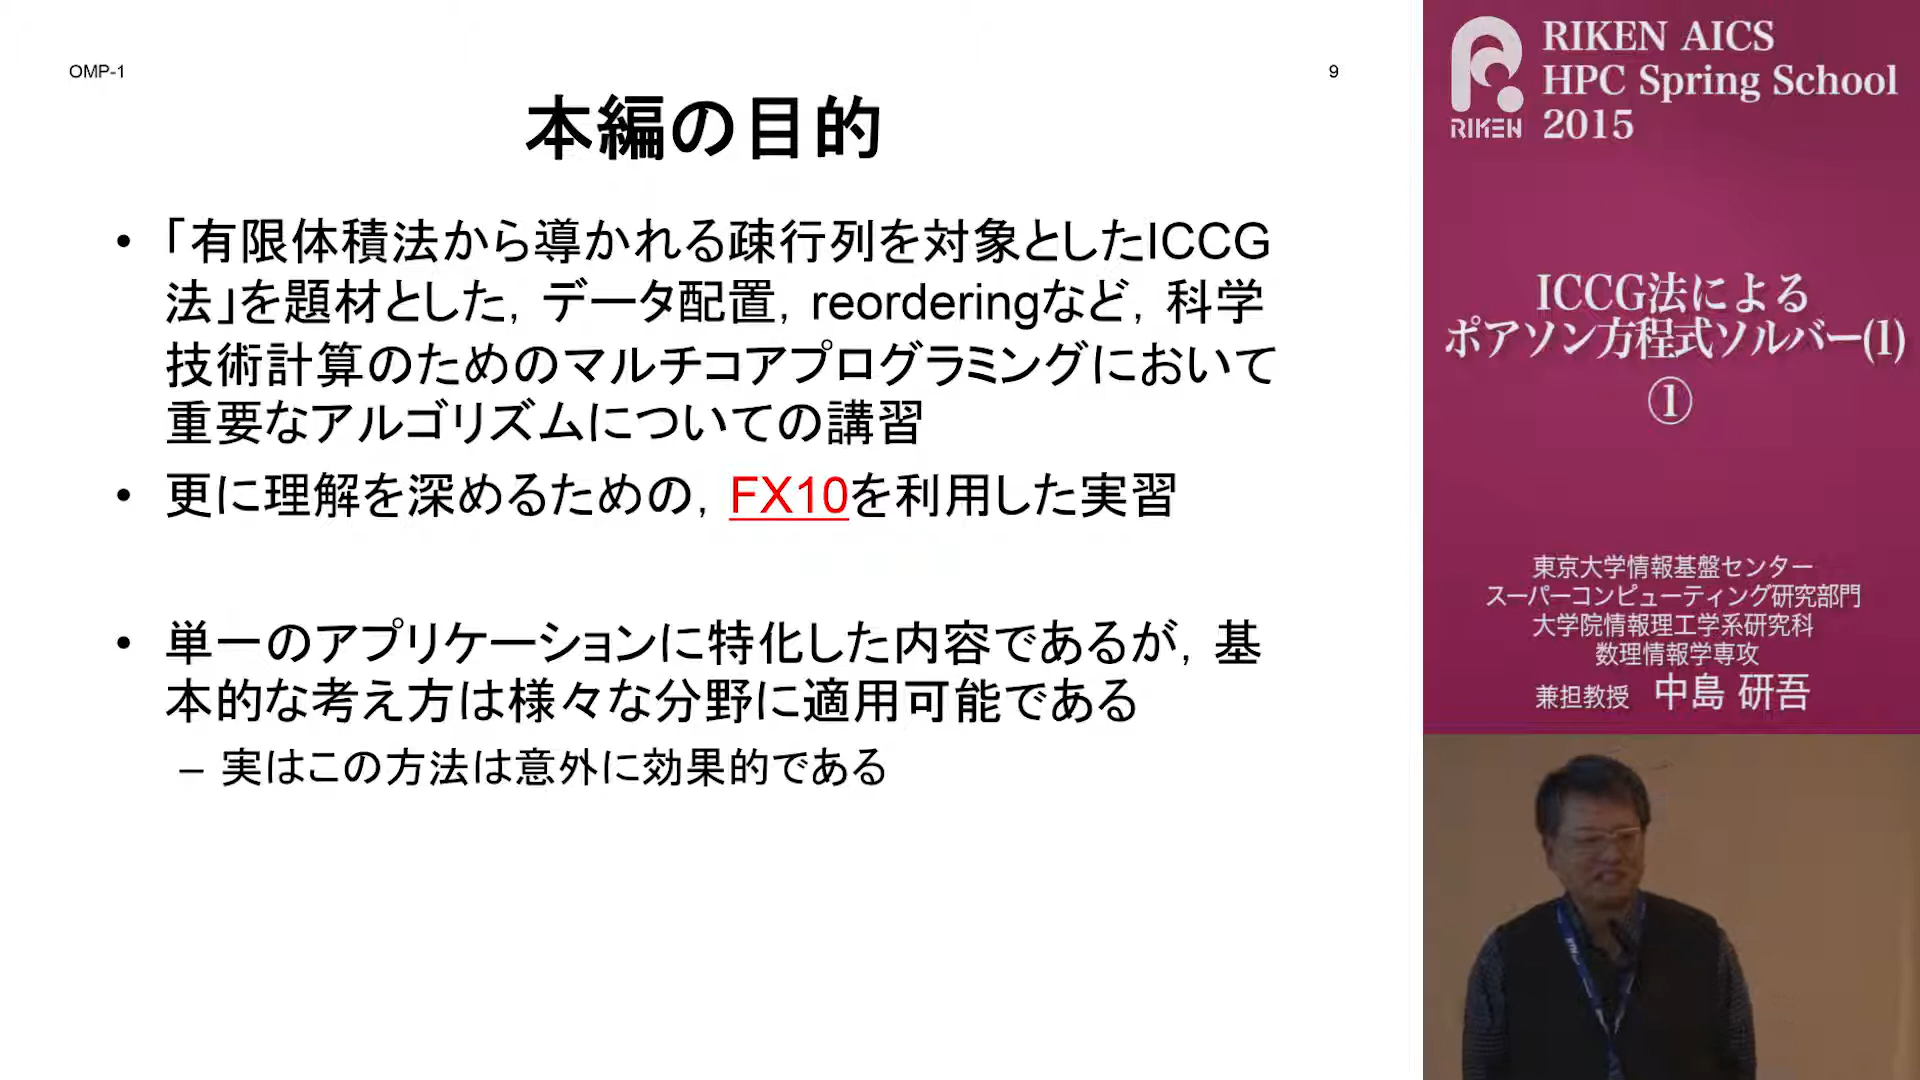 OMP-1
9
本編の目的
• 「有限体積法から導かれる疎行列を対象としたICCG
法」を題材とした，データ配置，reorderingなど，科学
技術計算のためのマルチコアプログラミングにおいて
重要なアルゴリズムについての講習
• 更に理解を深めるための，FX10を利用した実習
• 単一のアプリケーションに特化した内容であるが，基
本的な考え方は様々な分野に適用可能である
– 実はこの方法は意外に効果的である
RIKEN
RIKEN AICS
HPC Spring School
2015
ICCG法による
ポアソン方程式ソルバー(1)
①
東京大学情報基盤センター
スーパーコンピューティング研究部門
大学院情報理工学系研究科
数理情報学専攻
兼担教授 中島 研吾